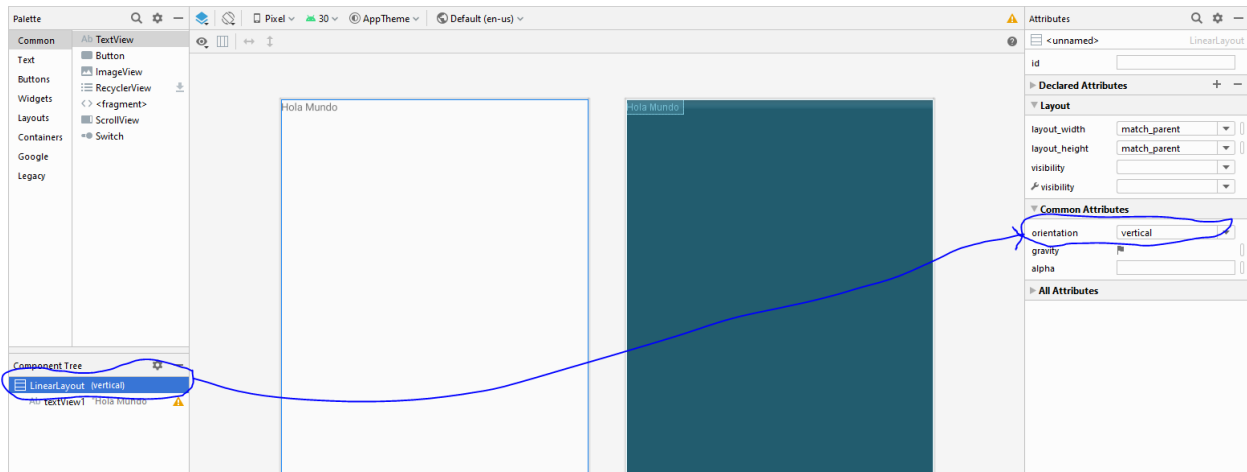 Palette
Common
Text
Buttons
Widgets
Layouts
Containers
Google
Legacy
Ab TextView
Button
ImageView
RecyclerView
<> <fragment>
ScrollView
Switch
Pixel
30
AppTheme
Default (en-us)
Hola Mundo
Hola Mundo
Component Tree
LinearLayout (vertical)
Ab textView1 "Hola Mundo"
Attributes
<unnamed> LinearLayout
id
Declared Attributes
Layout
layout_width match_parent
layout_height match_parent
visibility
visibility
Common Attributes
orientation vertical
gravity
alpha
All Attributes